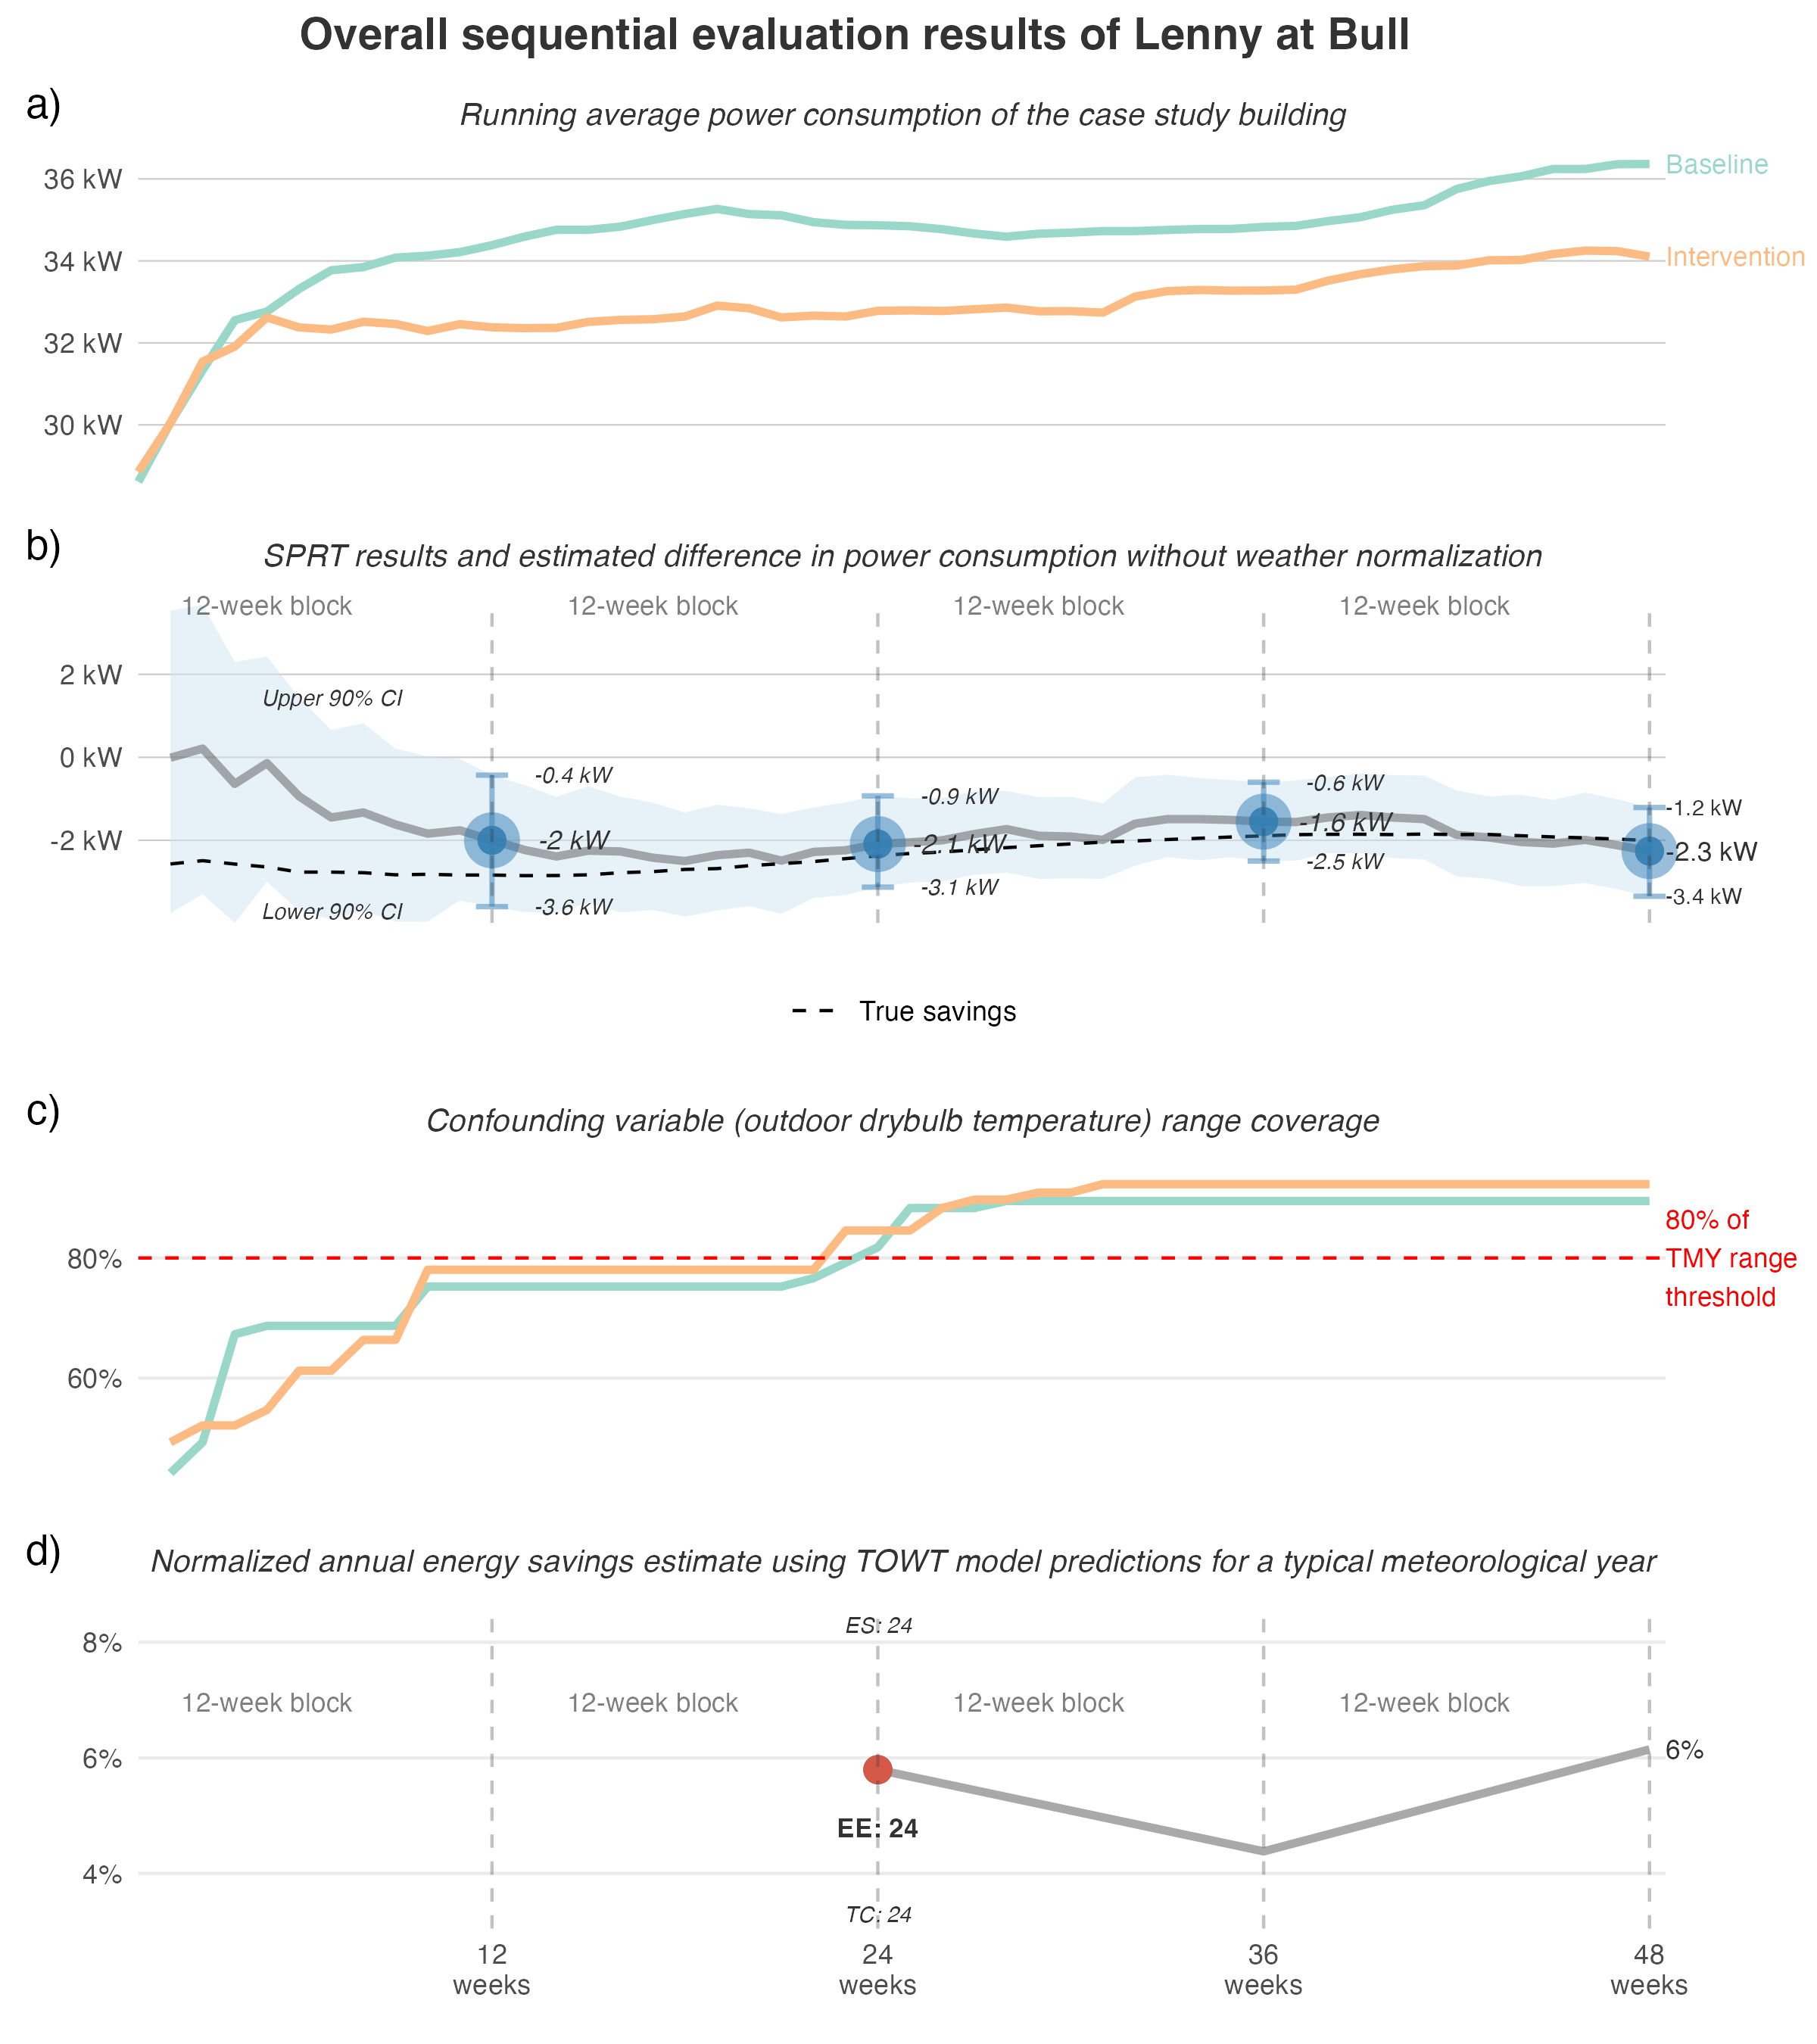 Overall sequential evaluation results of Lenny at Bull
a)
Running average power consumption of the case study building
36 kW
34 kW
32 kW
30 kW
Baseline
Intervention
b)
SPRT results and estimated difference in power consumption without weather normalization
12-week block
12-week block
12-week block
12-week block
2 kW
0 kW
-2 kW
Upper 90% CI
Lower 90% CI
-0.4 kW
-2 kW
-3.6 kW
-0.9 kW
-2.1 kW
-3.1 kW
-0.6 kW
-1.6 kW
-2.5 kW
-1.2 kW
-2.3 kW
-3.4 kW
True savings
c)
Confounding variable (outdoor drybulb temperature) range coverage
80%
60%
80% of
TMY range
threshold
d)
Normalized annual energy savings estimate using TOWT model predictions for a typical meteorological year
8%
6%
4%
ES: 24
12-week block
12-week block
12-week block
12-week block
6%
EE: 24
TC: 24
12
weeks
24
weeks
36
weeks
48
weeks